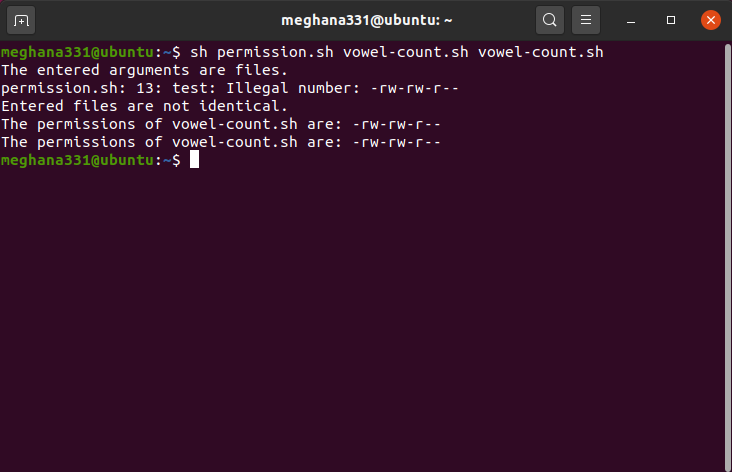 meghana331@ubuntu: ~
meghana331@ubuntu:~$ sh permission.sh vowel-count.sh vowel-count.sh
The entered arguments are files.
permission.sh: 13: test: Illegal number: -rw-rw-r--
Entered files are not identical.
The permissions of vowel-count.sh are: -rw-rw-r--
The permissions of vowel-count.sh are: -rw-rw-r--
meghana331@ubuntu:~$